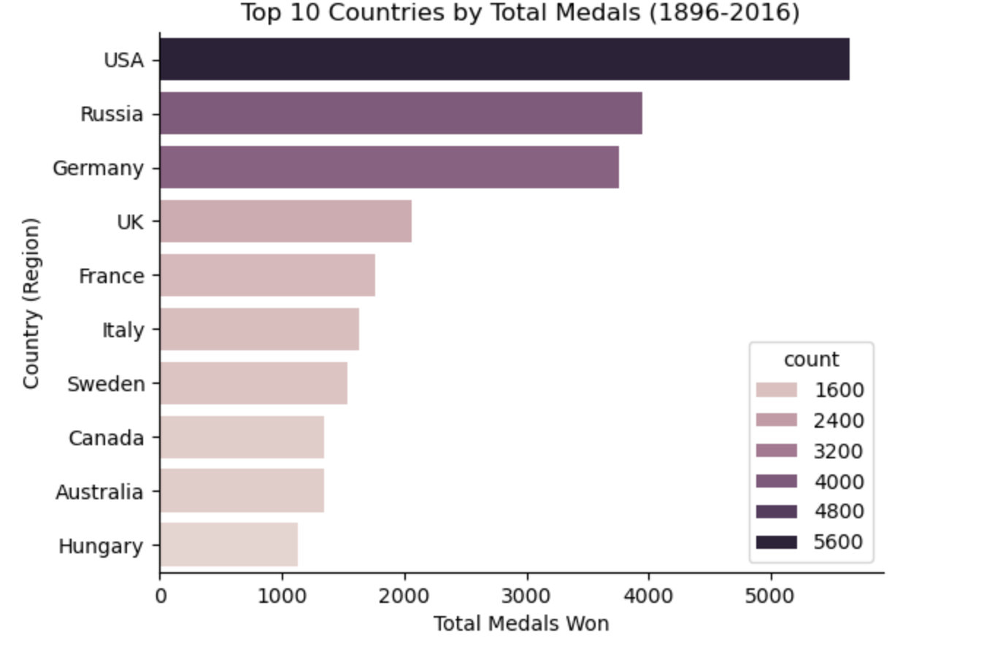 Top 10 Countries by Total Medals (1896-2016)
USA
Russia
Germany
UK
France
Italy
Sweden
Canada
Australia
Hungary
Country (Region)
0 1000 2000 3000 4000 5000
Total Medals Won
count
1600
2400
3200
4000
4800
5600